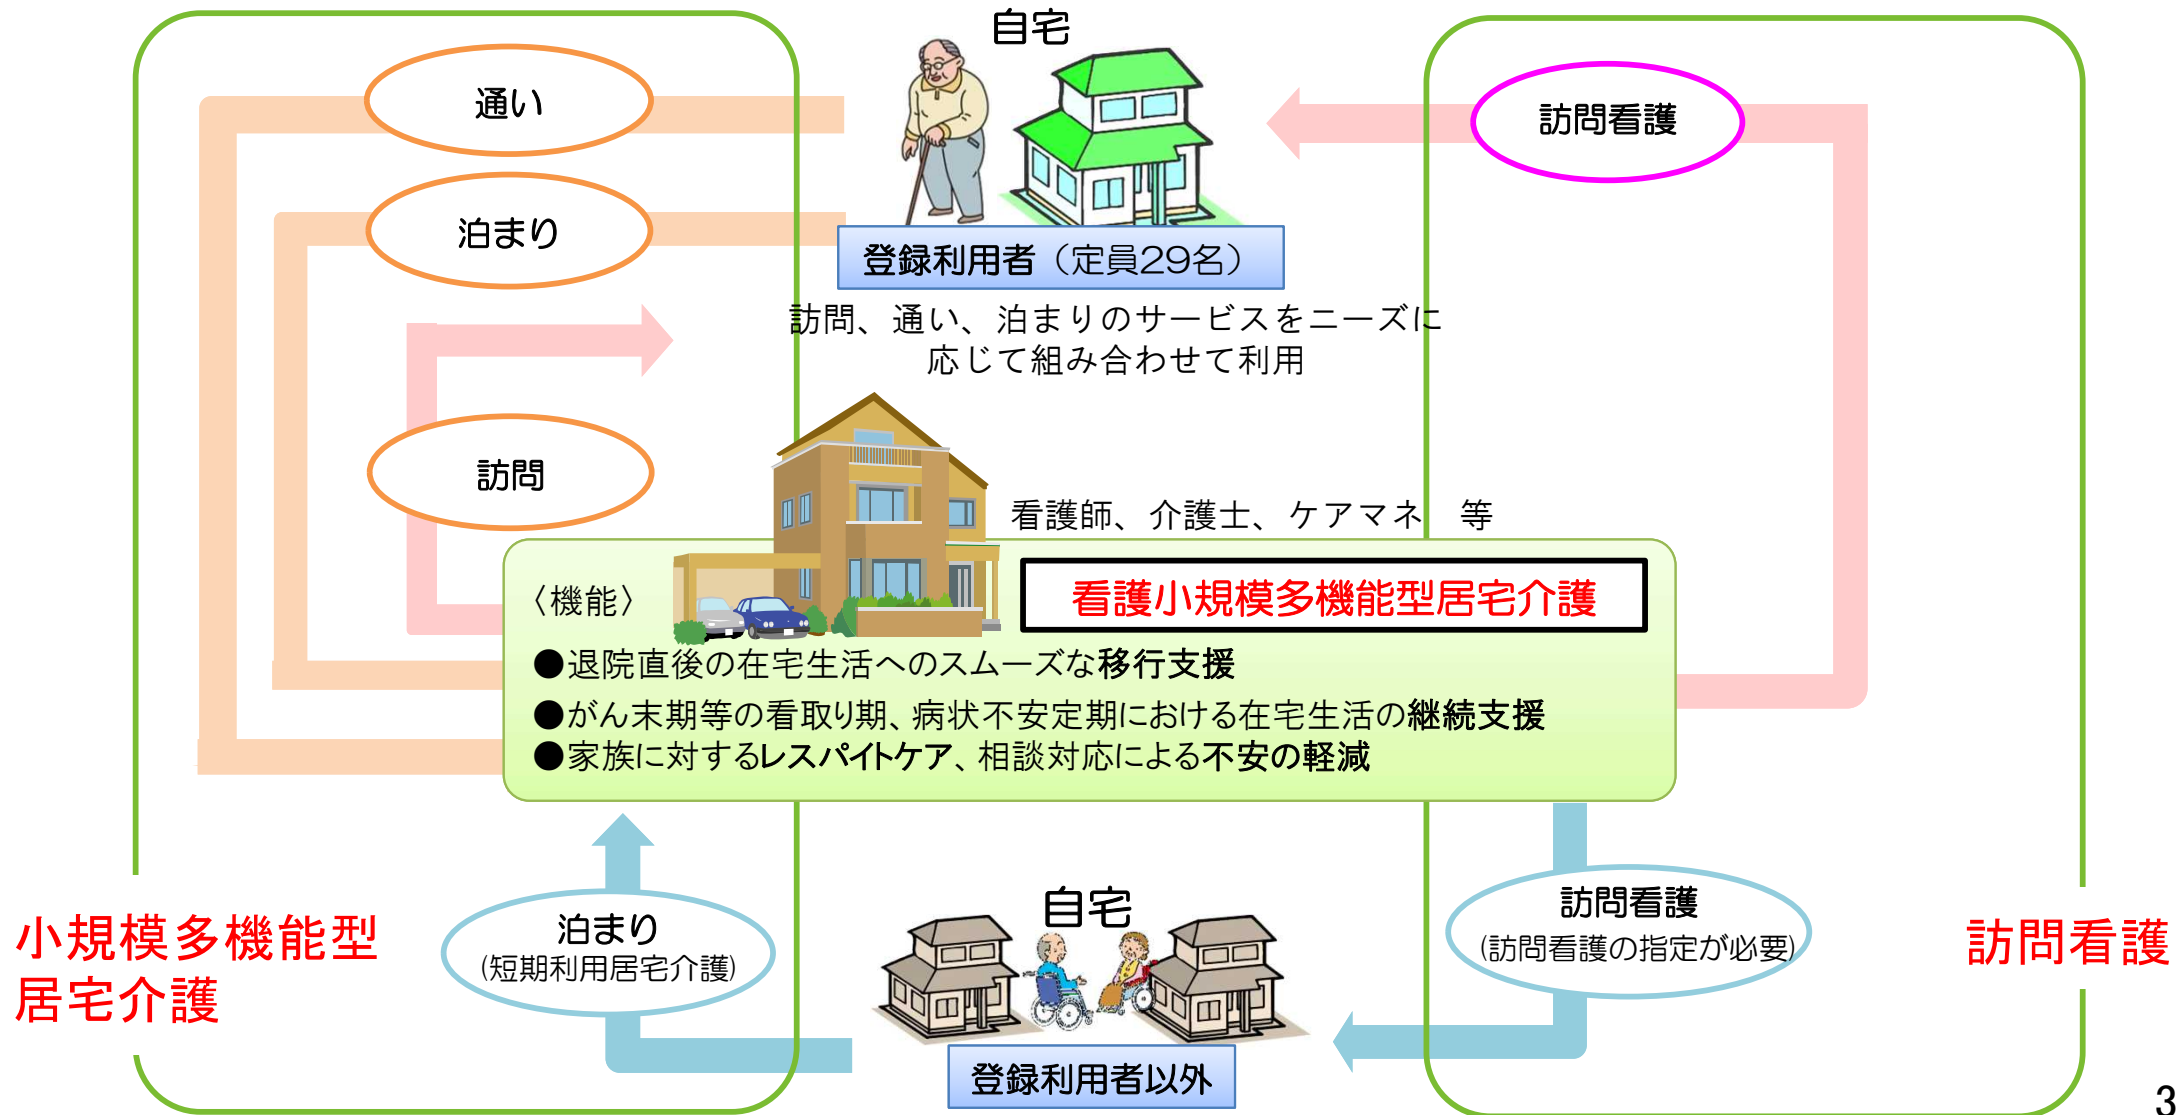 自宅
通い
訪問看護
泊まり
登録利用者（定員29名）
訪問、通い、泊まりのサービスをニーズに
応じて組み合わせて利用
訪問
看護師、介護士、ケアマネ　等
〈機能〉
看護小規模多機能型居宅介護
●退院直後の在宅生活へのスムーズな移行支援
●がん末期等の看取り期、病状不安定期における在宅生活の継続支援
●家族に対するレスパイトケア、相談対応による不安の軽減
小規模多機能型
居宅介護
泊まり
(短期利用居宅介護)
自宅
訪問看護
(訪問看護の指定が必要)
訪問看護
登録利用者以外
3